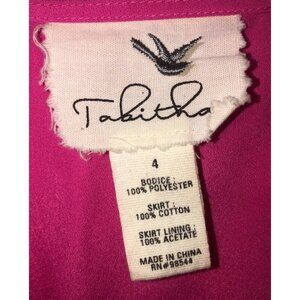 Tabitha
4
BODICE :
100% POLYESTER
SKIRT :
100% COTTON
SKIRT LINING :
100% ACETATE
MADE IN CHINA
RN#98544